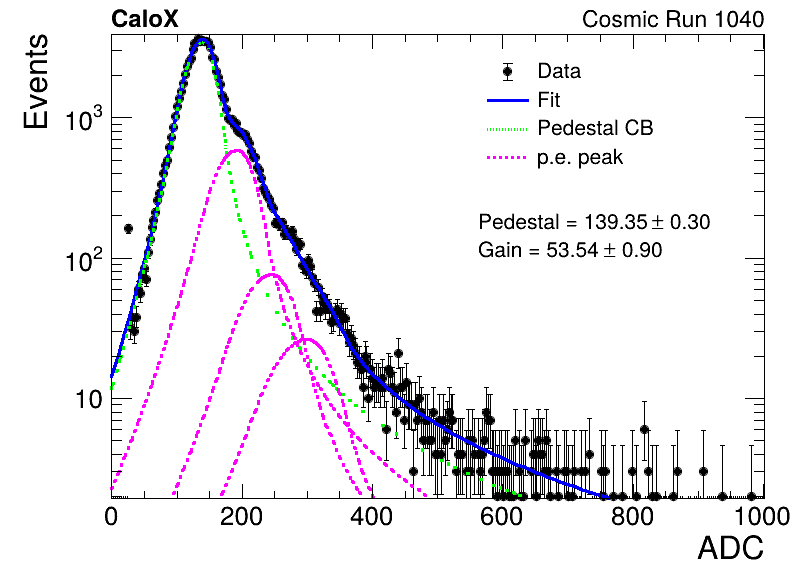 CaloX Cosmic Run 1040
Events
Data
Fit
Pedestal CB
p.e. peak
Pedestal = 139.35 ± 0.30
Gain = 53.54 ± 0.90
10³
10²
10
0 200 400 600 800 1000
ADC